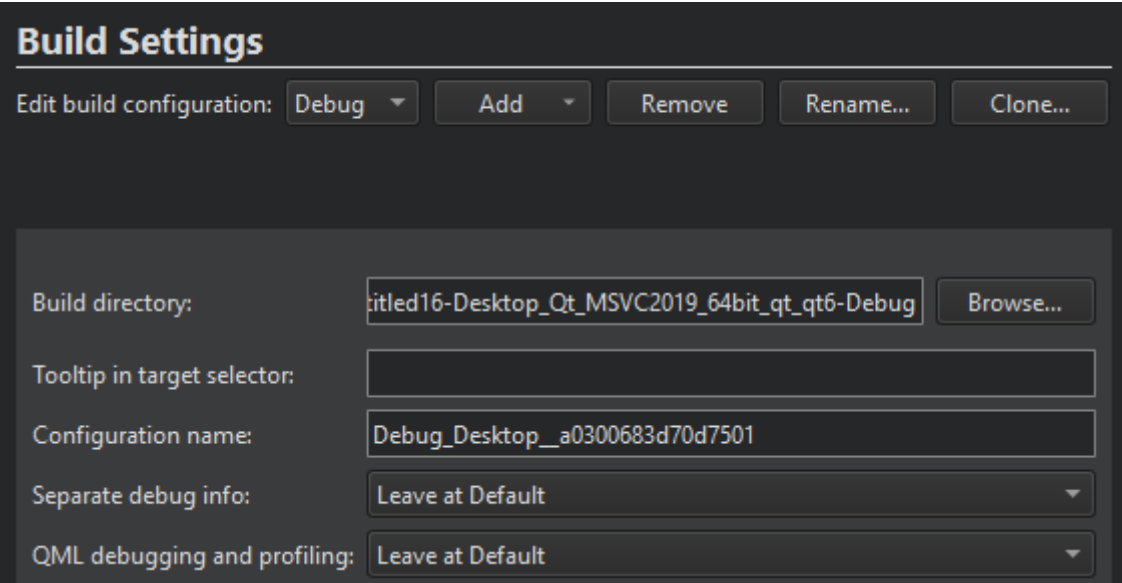 Build Settings
Edit build configuration: Debug Add Remove Rename... Clone...
Build directory: titled16-Desktop_Qt_MSVC2019_64bit_qt_qt6-Debug Browse...
Tooltip in target selector:
Configuration name: Debug_Desktop__a0300683d70d7501
Separate debug info: Leave at Default
QML debugging and profiling: Leave at Default